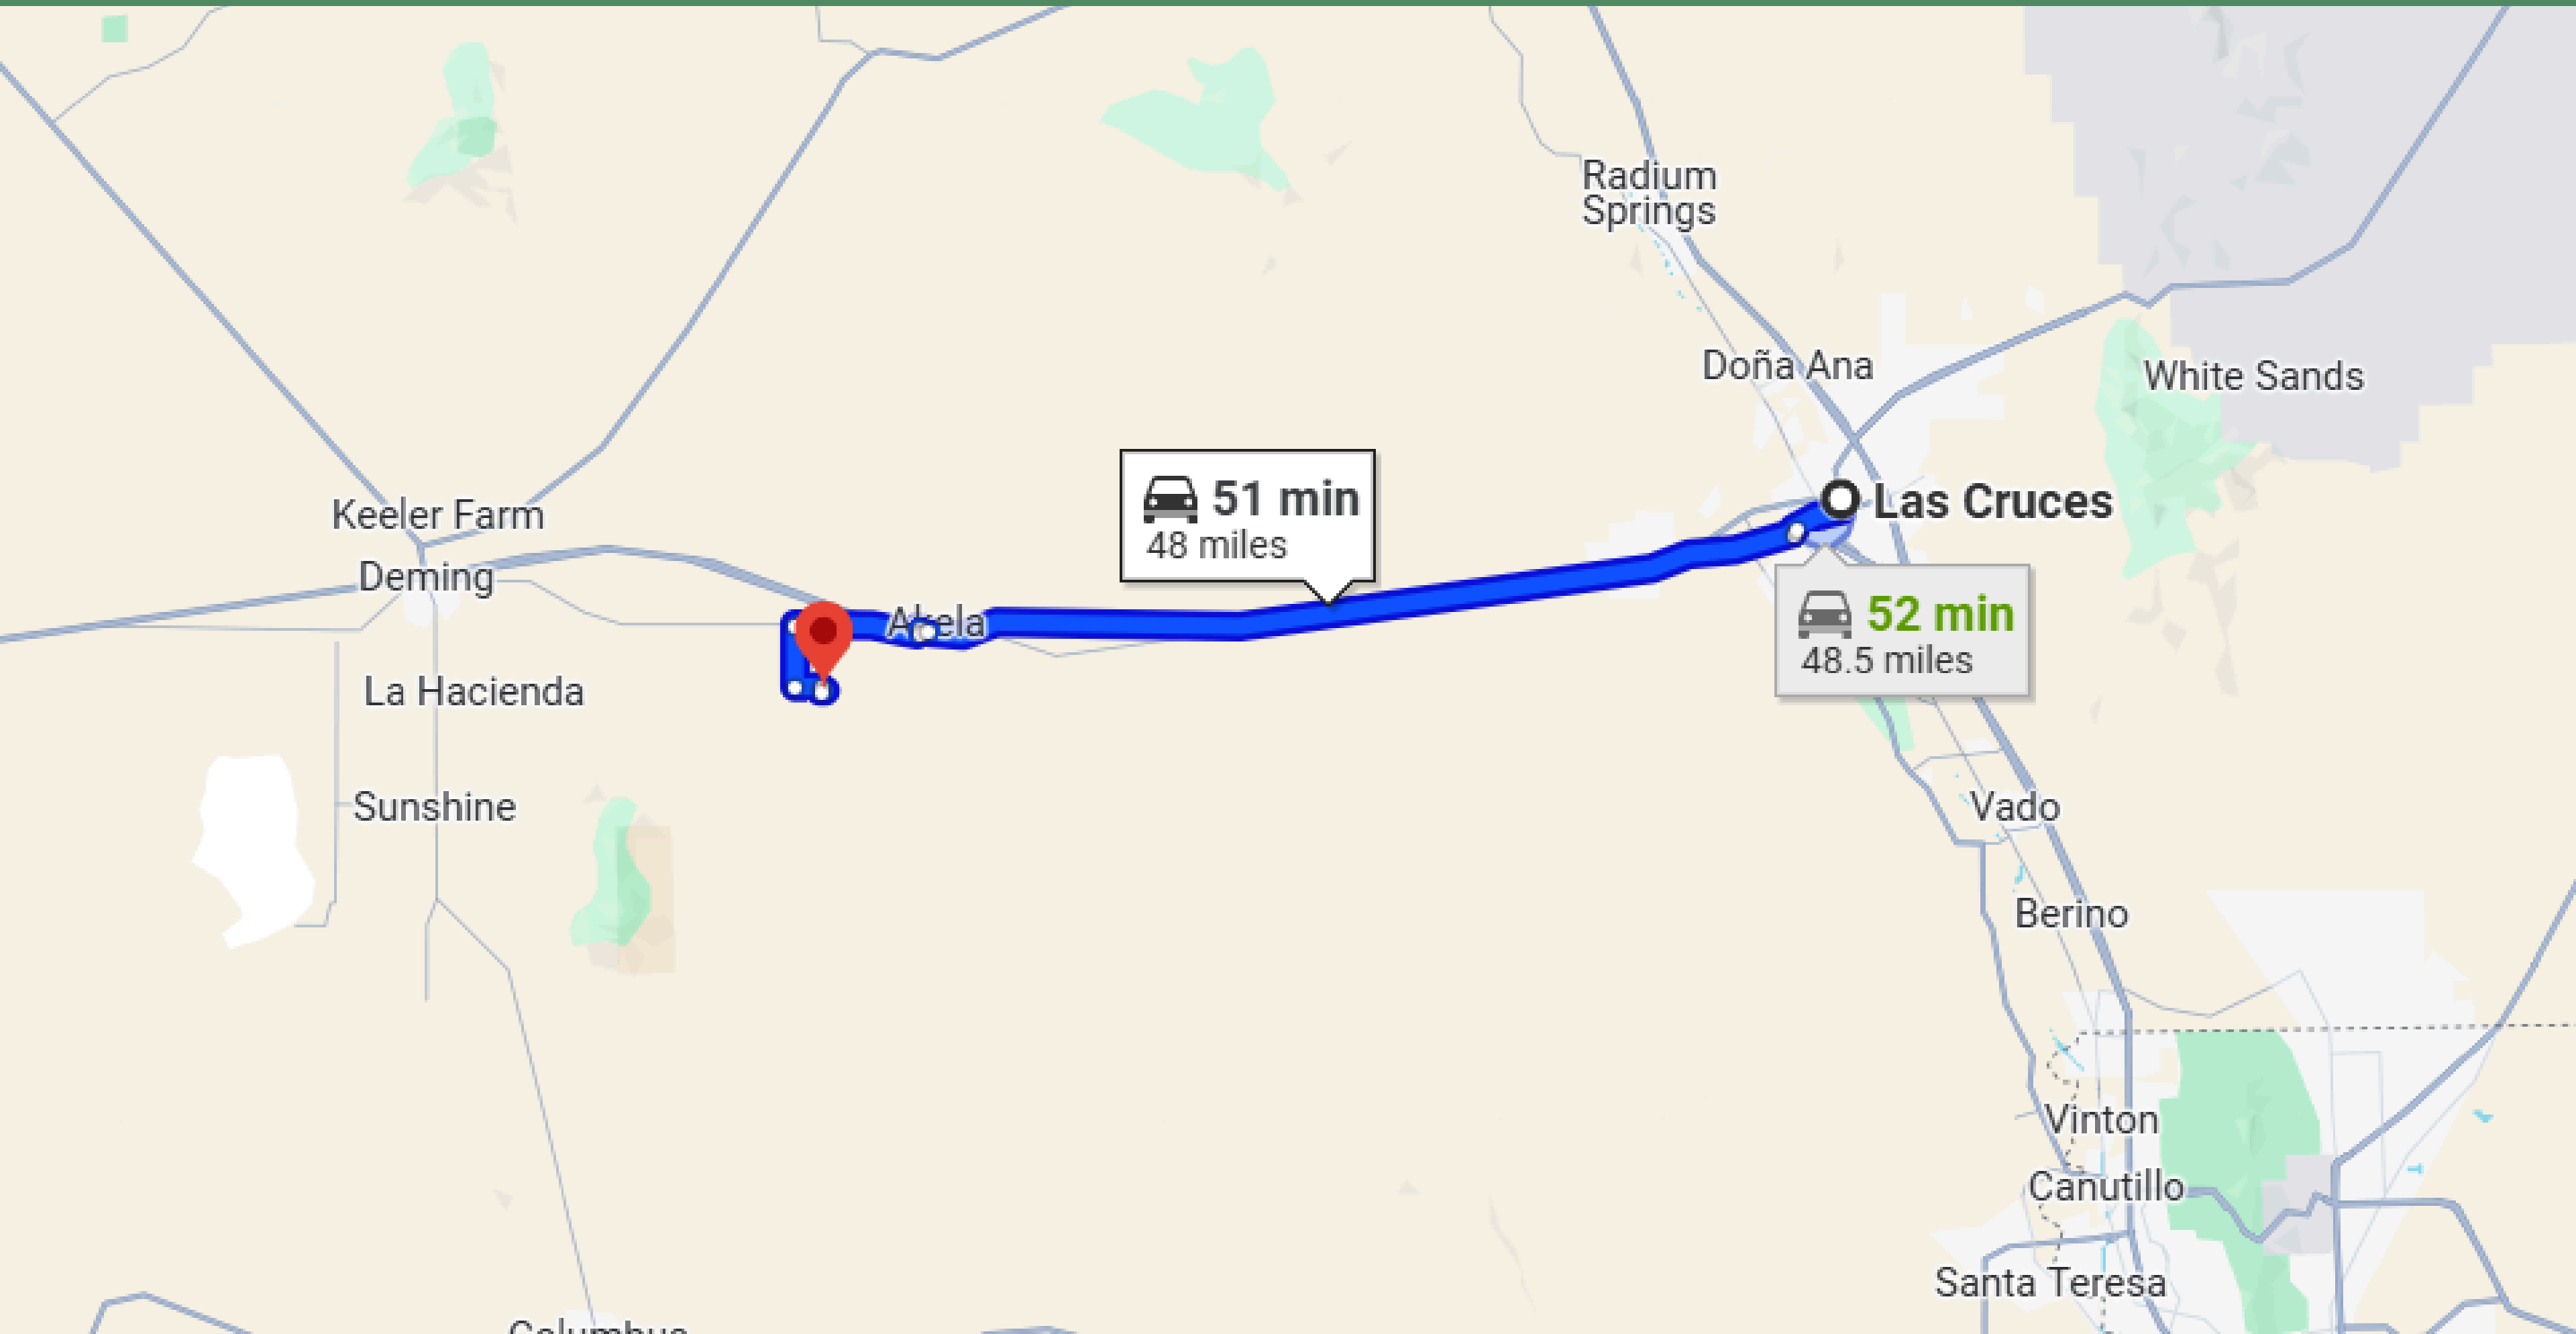 Radium
Springs
Doña Ana
White Sands
51 min
48 miles
Las Cruces
Keeler Farm
Deming
52 min
48.5 miles
La Hacienda
Sunshine
Vado
Berino
Vinton
Canutillo
Santa Teresa